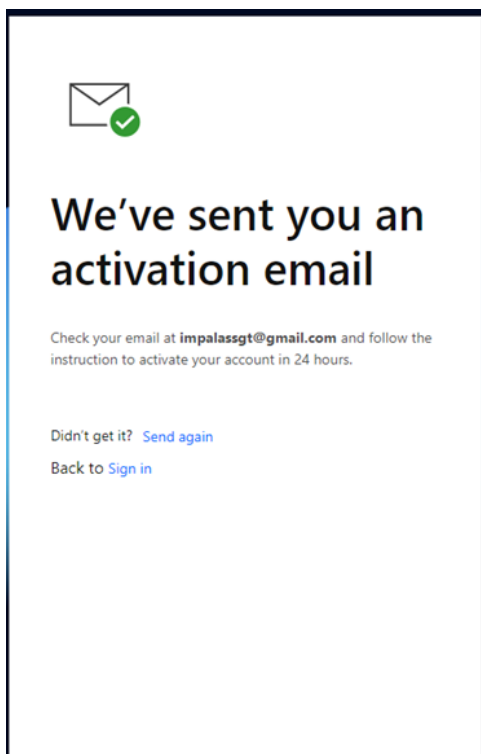 We’ve sent you an
activation email
Check your email at impalassgt@gmail.com and follow the
instruction to activate your account in 24 hours.
Didn’t get it? Send again
Back to Sign in